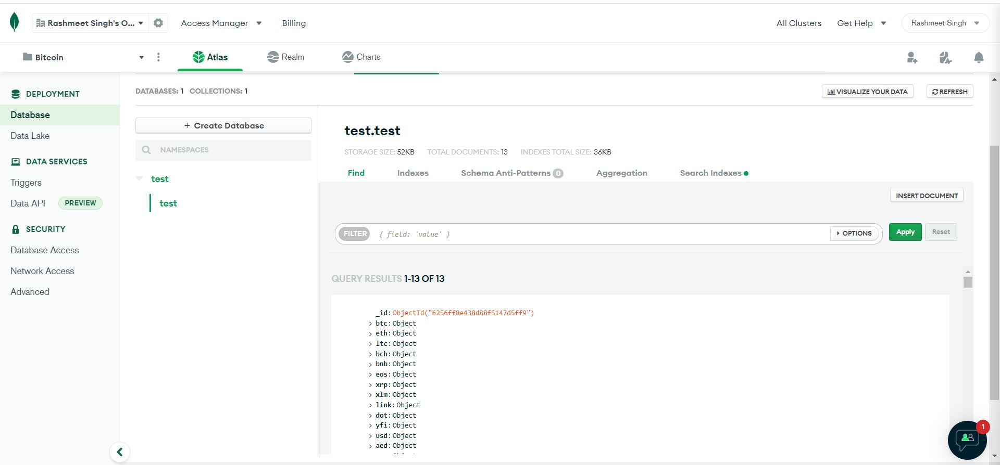 Rashmeet Singh's O...
Access Manager
Billing
All Clusters
Get Help
Rashmeet Singh
Bitcoin
Atlas
Realm
Charts
DEPLOYMENT
Database
Data Lake
DATA SERVICES
Triggers
Data API PREVIEW
SECURITY
Database Access
Network Access
Advanced
DATABASES: 1 COLLECTIONS: 1
VISUALIZE YOUR DATA
REFRESH
+ Create Database
NAMESPACES
test
test
test.test
STORAGE SIZE: 52KB TOTAL DOCUMENTS: 13 INDEXES TOTAL SIZE: 36KB
Find Indexes Schema Anti-Patterns 0 Aggregation Search Indexes
INSERT DOCUMENT
FILTER { field: 'value' } OPTIONS Apply Reset
QUERY RESULTS 1-13 OF 13
_id: ObjectId("6256ff8e438d88f5147d5ff9")
btc: Object
eth: Object
ltc: Object
bch: Object
bnb: Object
eos: Object
xrp: Object
xlm: Object
link: Object
dot: Object
yfi: Object
usd: Object
aed: Object
1